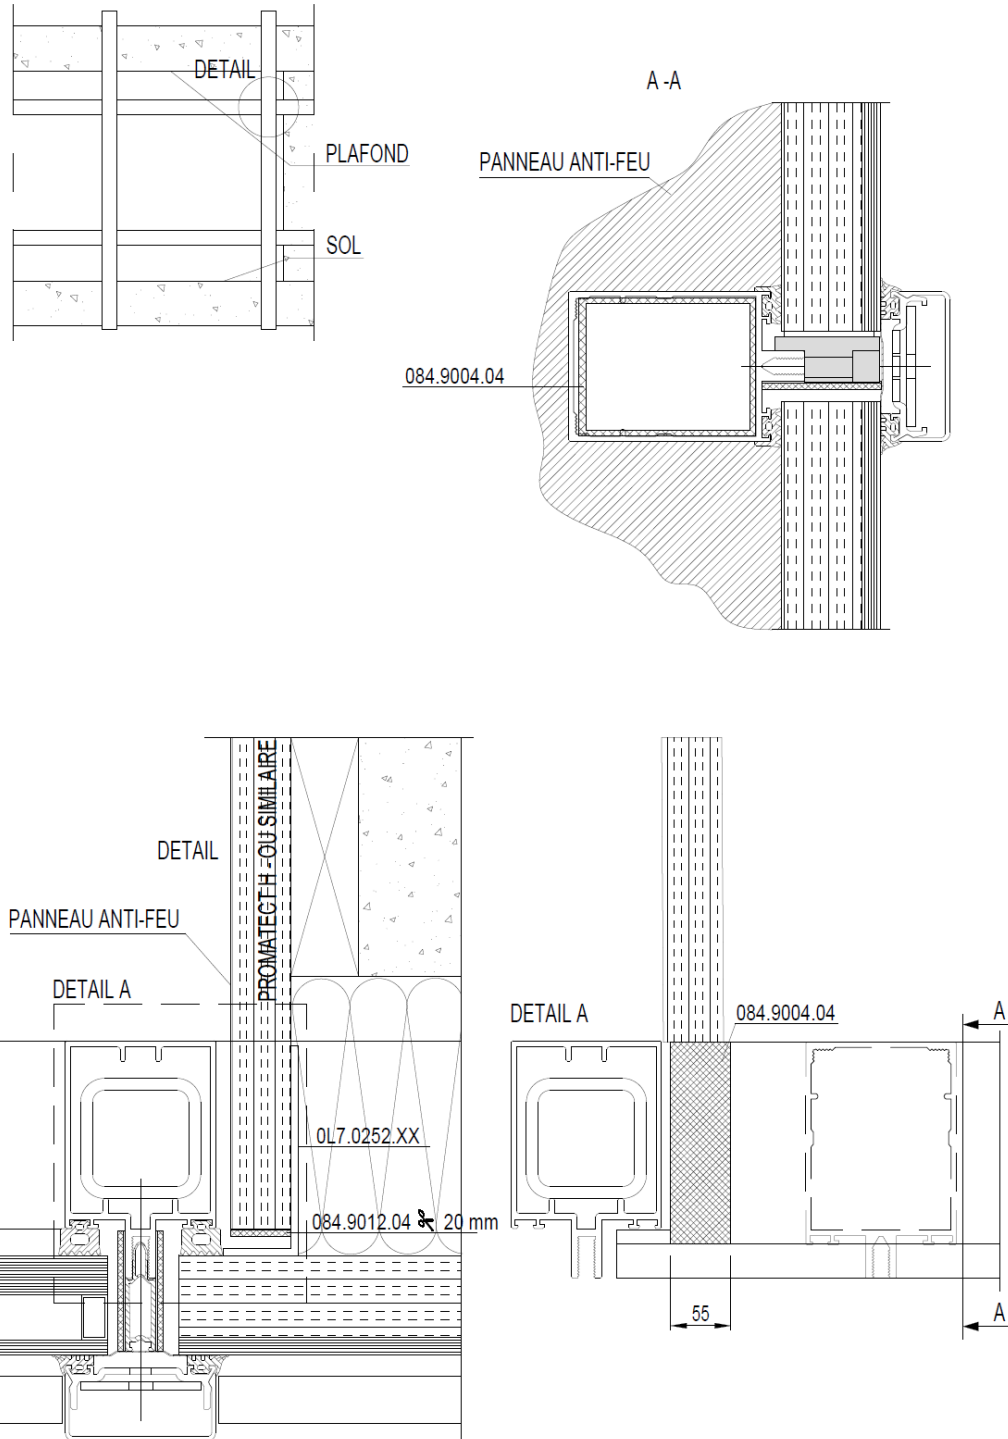 DETAIL
PLAFOND
SOL
A -A
PANNEAU ANTI-FEU
084.9004.04
DETAIL
PROMATECT H - OU SIMILAIRE
PANNEAU ANTI-FEU
DETAIL A
0L7.0252.XX
084.9012.04 20 mm
DETAIL A
084.9004.04
A
55
A